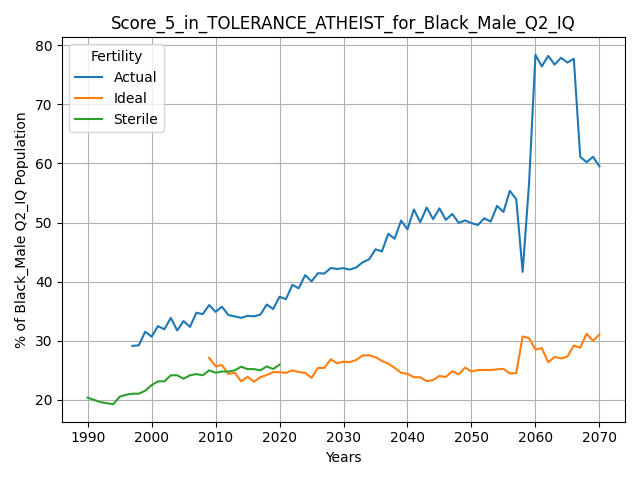 Score_5_in_TOLERANCE_ATHEIST_for_Black_Male_Q2_IQ
Fertility
Actual
Ideal
Sterile
% of Black_Male Q2_IQ Population
80
70
60
50
40
30
20
1990 2000 2010 2020 2030 2040 2050 2060 2070
Years